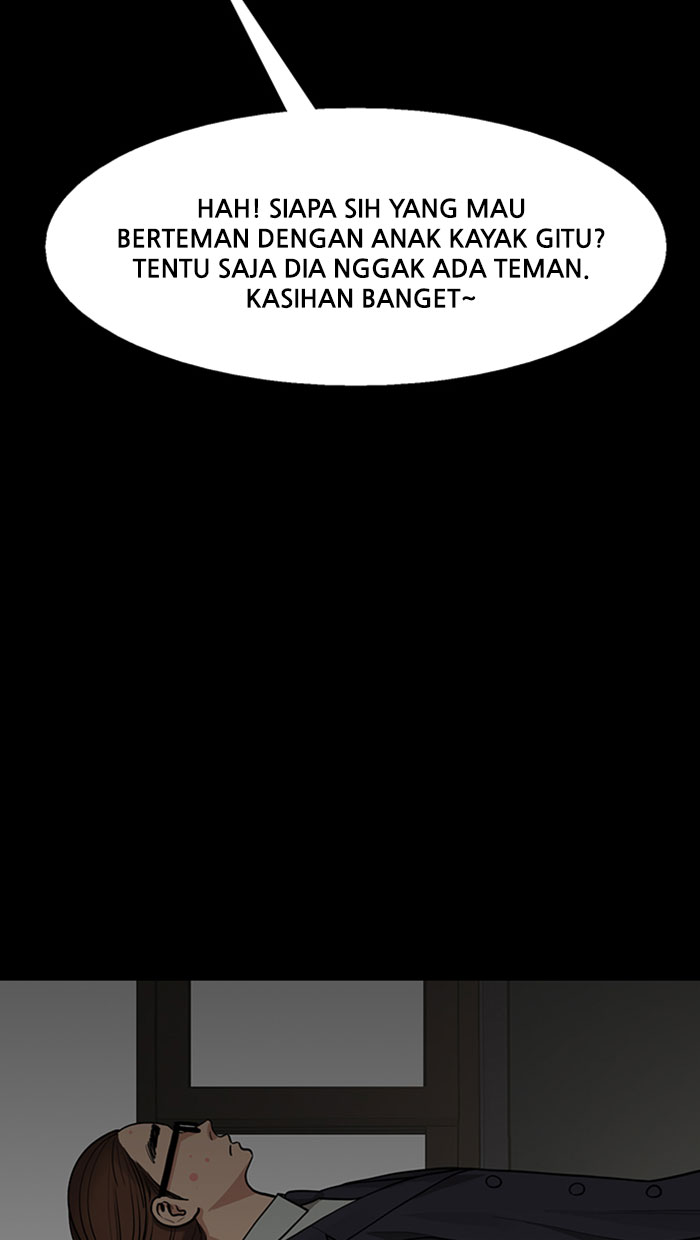 HAH! SIAPA SIH YANG MAU
BERTEMAN DENGAN ANAK KAYAK GITU?
TENTU SAJA DIA NGGAK ADA TEMAN.
KASIHAN BANGET~